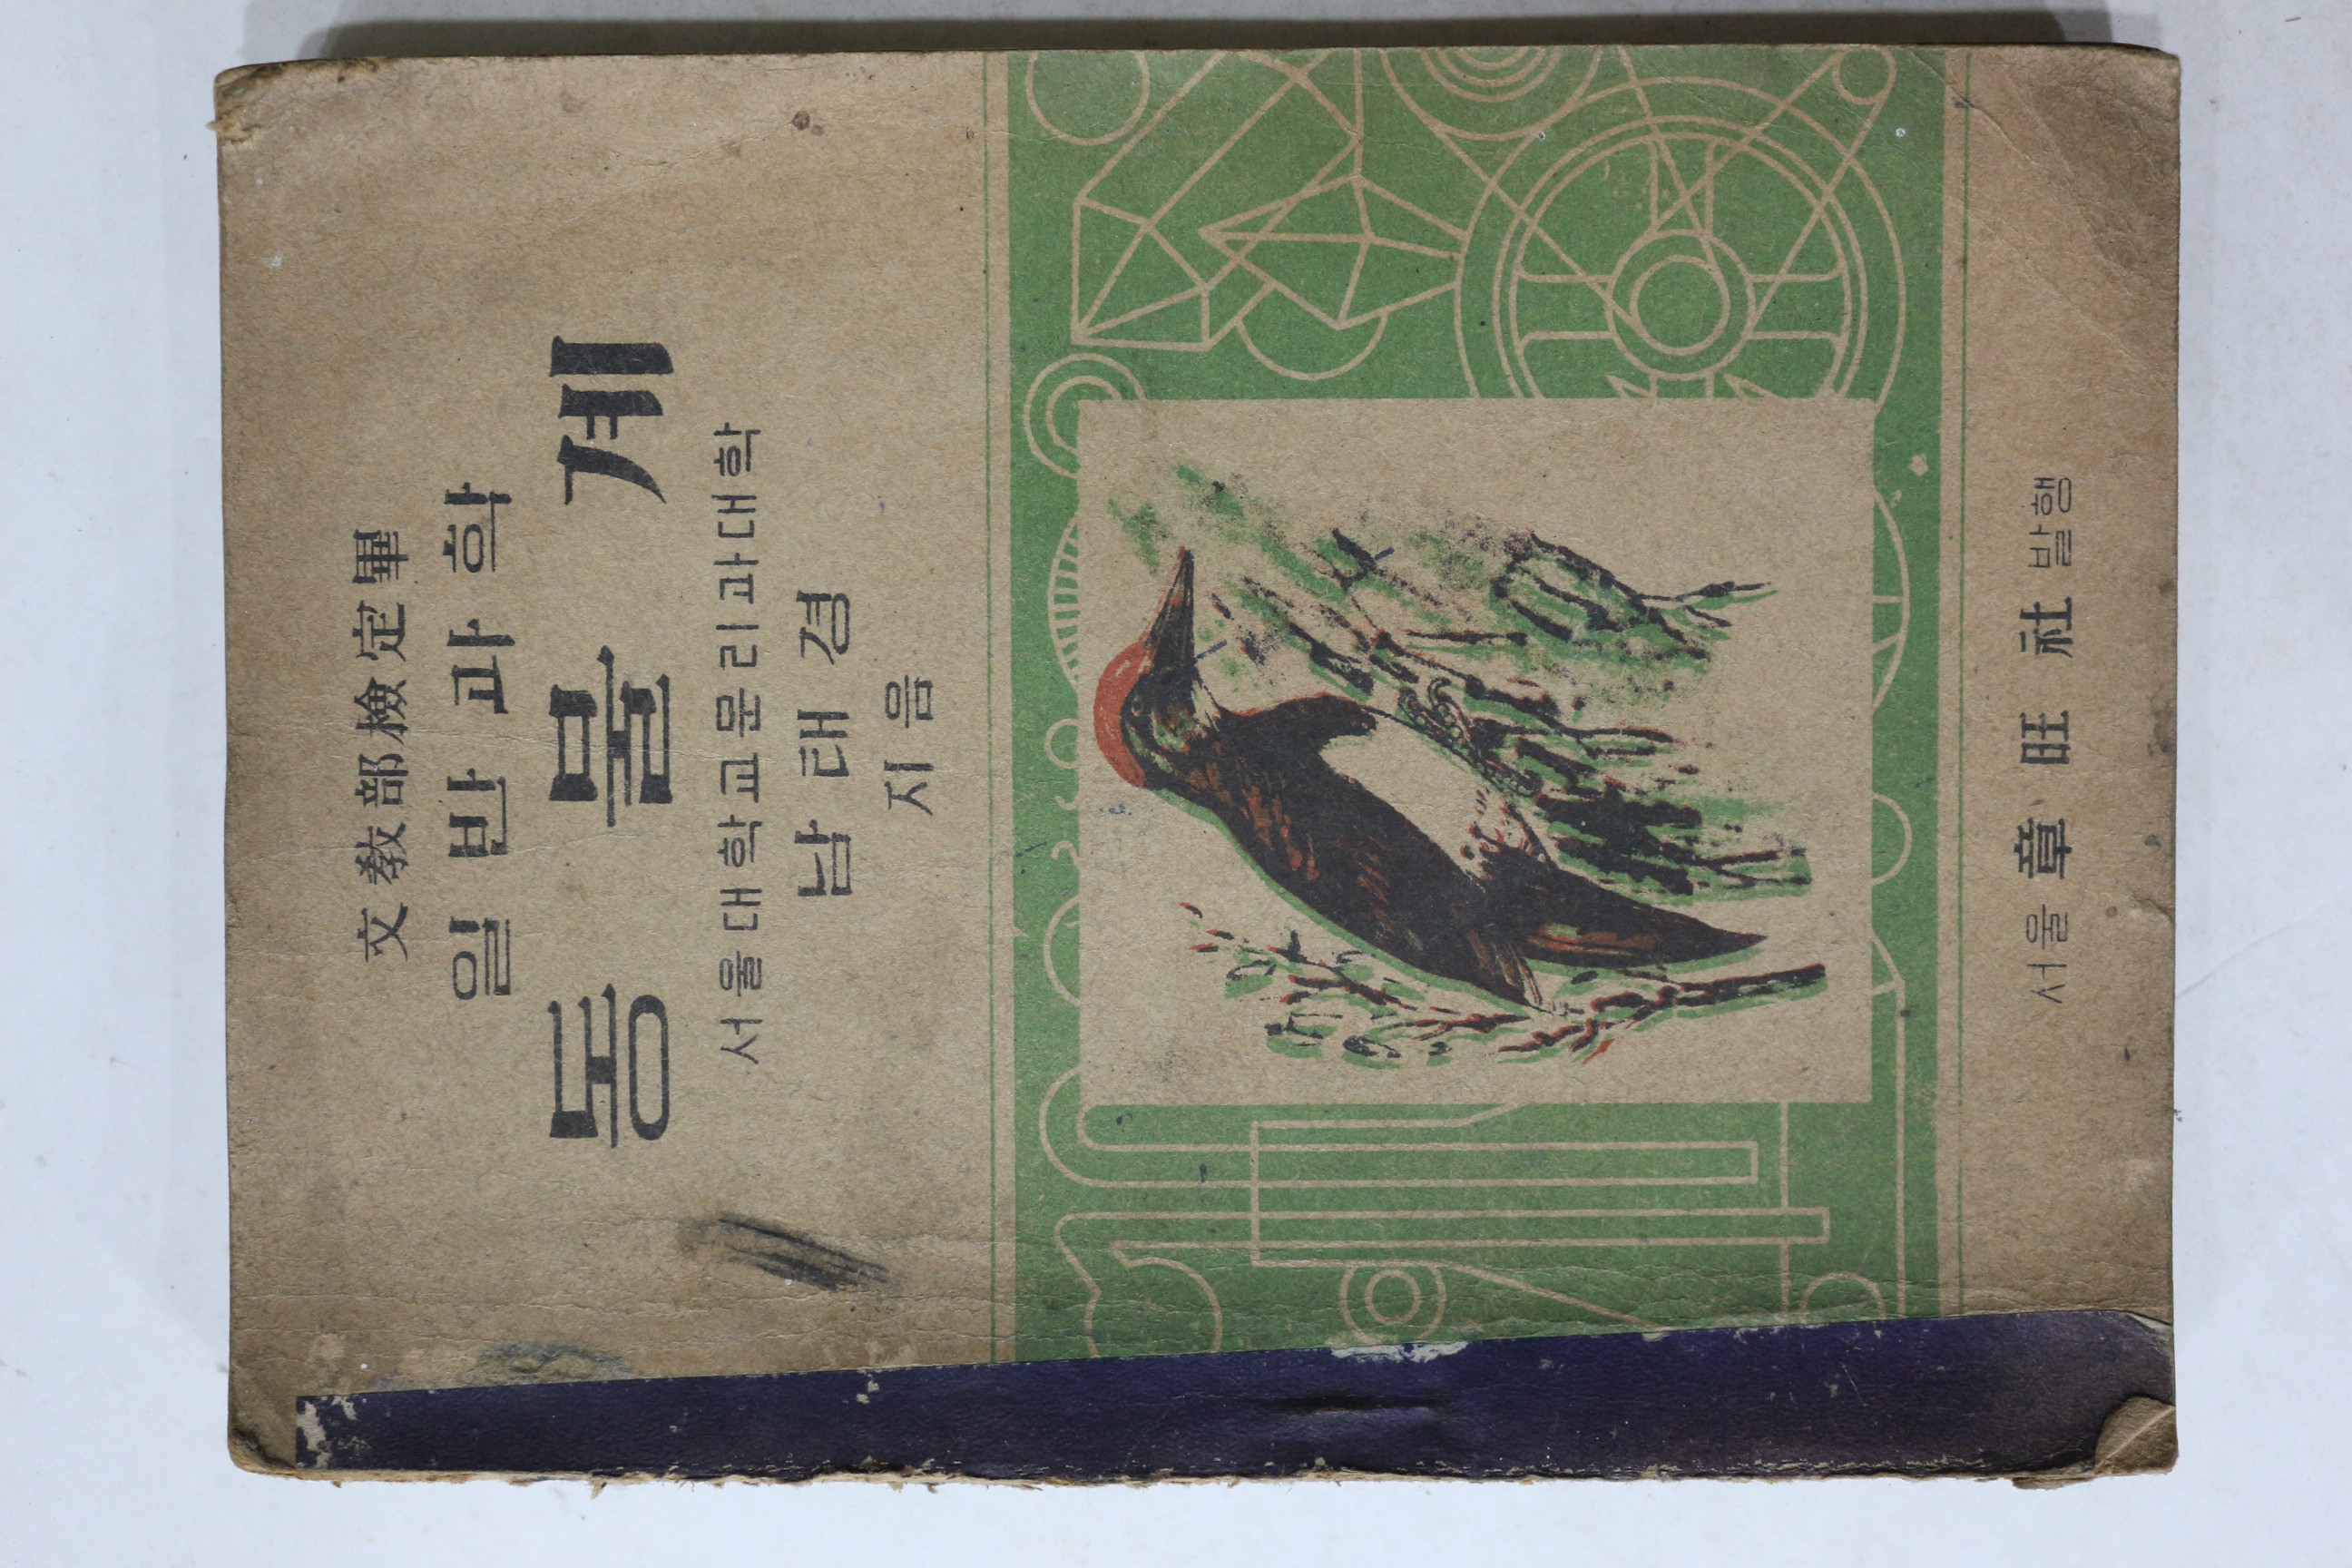 文敎部檢定畢
일반과학
동물계
서울대학교문리과대학
남태경
지음
서울 章旺社 발행